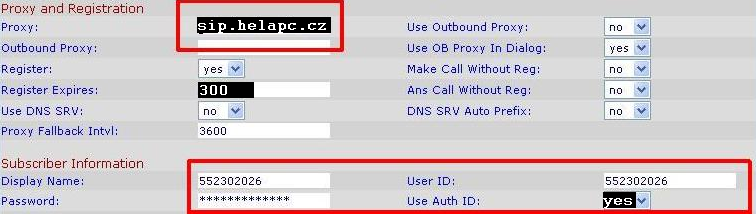 Proxy and Registration
Proxy: sip.helapc.cz Use Outbound Proxy: no
Outbound Proxy: Use OB Proxy In Dialog: yes
Register: yes Make Call Without Reg: no
Register Expires: 300 Ans Call Without Reg: no
Use DNS SRV: no DNS SRV Auto Prefix: no
Proxy Fallback Intvl: 3600
Subscriber Information
Display Name: 552302026 User ID: 552302026
Password: ************* Use Auth ID: yes